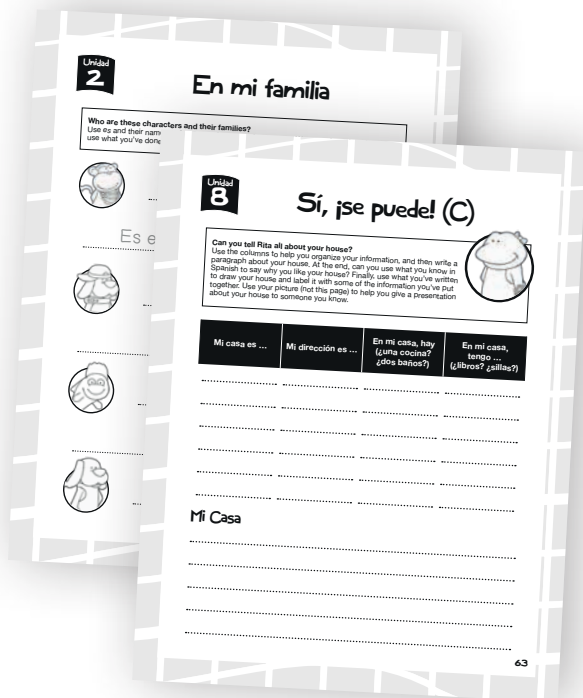 Unidad
2
En mi familia
Who are these characters and their families?
Use es and their nam
use what you've done
Es e
Unidad
8
Sí, ¡se puede! (C)
Can you tell Rita all about your house?
Use the columns to help you organize your information, and then write a
paragraph about your house. At the end, can you use what you know in
Spanish to say why you like your house? Finally, use what you've written
to draw your house and label it with some of the information you've put
together. Use your picture (not this page) to help you give a presentation
about your house to someone you know.
Mi casa es ...
Mi dirección es ...
En mi casa, hay
(¿una cocina?
¿dos baños?)
En mi casa,
tengo ...
(¿libros? ¿sillas?)
Mi Casa
63